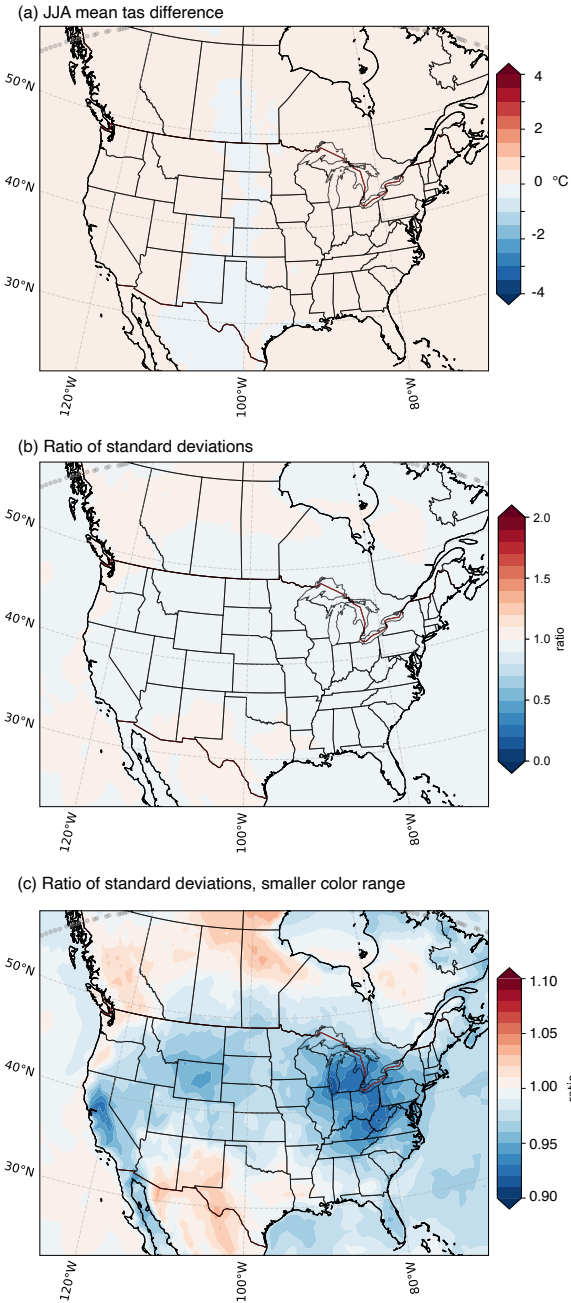 (a) JJA mean tas difference
50°N
40°N
30°N
120°W
100°W
80°W
4
2
0
-2
-4
°C
(b) Ratio of standard deviations
50°N
40°N
30°N
120°W
100°W
80°W
2.0
1.5
1.0
0.5
0.0
ratio
(c) Ratio of standard deviations, smaller color range
50°N
40°N
30°N
120°W
100°W
80°W
1.10
1.05
1.00
0.95
0.90
ratio